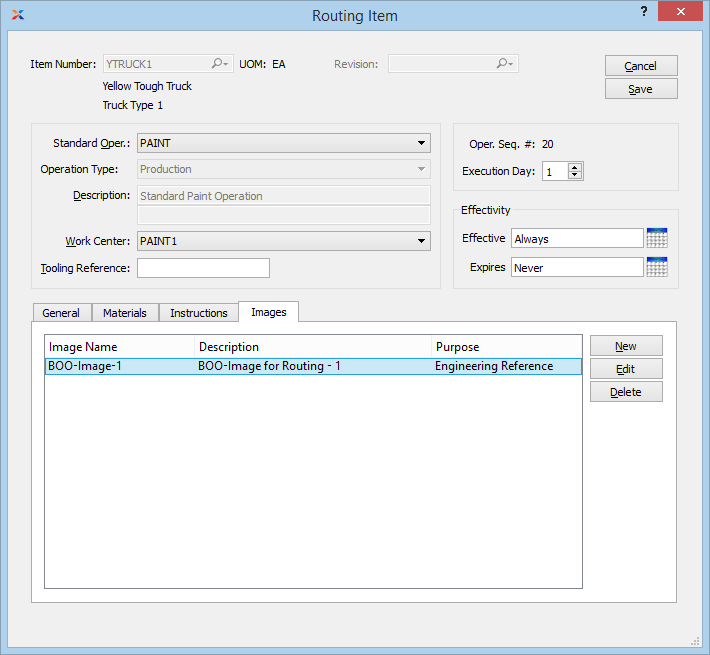 Routing Item
?
Item Number: YTRUCK1 UOM: EA Revision:
Cancel
Yellow Tough Truck
Save
Truck Type 1
Standard Oper.: PAINT
Operation Type: Production
Description: Standard Paint Operation
Work Center: PAINT1
Tooling Reference:
Oper. Seq. #: 20
Execution Day: 1
Effectivity
Effective Always
Expires Never
General Materials Instructions Images
Image Name Description Purpose
BOO-Image-1 BOO-Image for Routing - 1 Engineering Reference
New
Edit
Delete